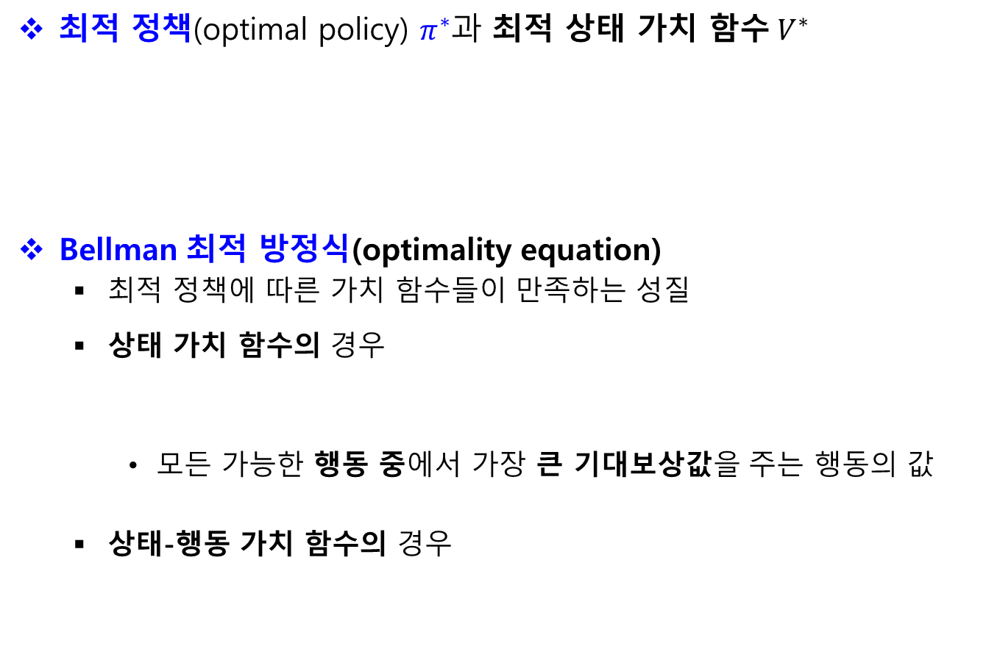 ❖ 최적 정책(optimal policy) π*과 최적 상태 가치 함수 V*
❖ Bellman 최적 방정식(optimality equation)
▪ 최적 정책에 따른 가치 함수들이 만족하는 성질
▪ 상태 가치 함수의 경우
• 모든 가능한 행동 중에서 가장 큰 기대보상값을 주는 행동의 값
▪ 상태-행동 가치 함수의 경우